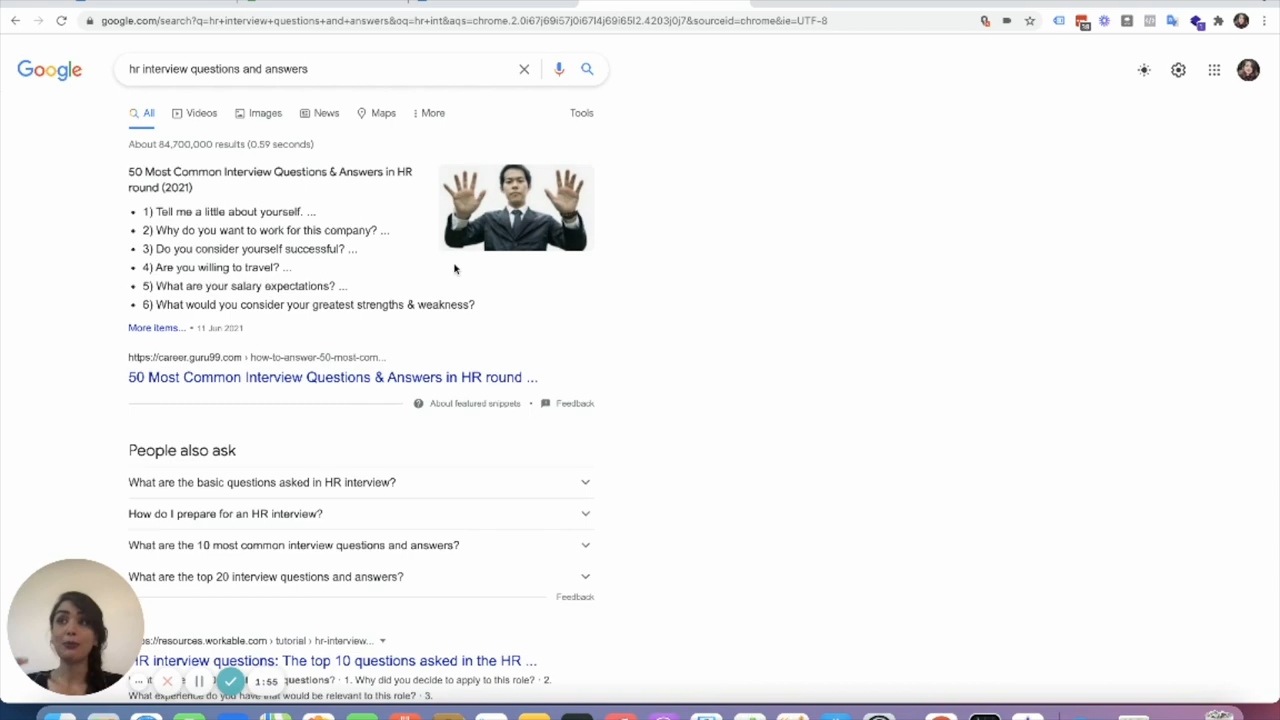 google.com/search?q=hr+interview+questions+and+answers&oq=hr+int&aqs=chrome.2.0i67j69i57j0i67l4j69i65l2.4203j0j7&sourceid=chrome&ie=UTF-8
Google
hr interview questions and answers
All Videos Images News Maps More Tools
About 84,700,000 results (0.59 seconds)
50 Most Common Interview Questions & Answers in HR
round (2021)
• 1) Tell me a little about yourself. ...
• 2) Why do you want to work for this company? ...
• 3) Do you consider yourself successful? ...
• 4) Are you willing to travel? ...
• 5) What are your salary expectations? ...
• 6) What would you consider your greatest strengths & weakness?
More items... • 11 Jun 2021
https://career.guru99.com › how-to-answer-50-most-com...
50 Most Common Interview Questions & Answers in HR round ...
About featured snippets • Feedback
People also ask
What are the basic questions asked in HR interview?
How do I prepare for an HR interview?
What are the 10 most common interview questions and answers?
What are the top 20 interview questions and answers?
Feedback
ps://resources.workable.com › tutorial › hr-interview...
HR interview questions: The top 10 questions asked in the HR ...
... 1:55 questions? · 1. Why did you decide to apply to this role? · 2.
What experience do you have that would be relevant to this role? · 3.